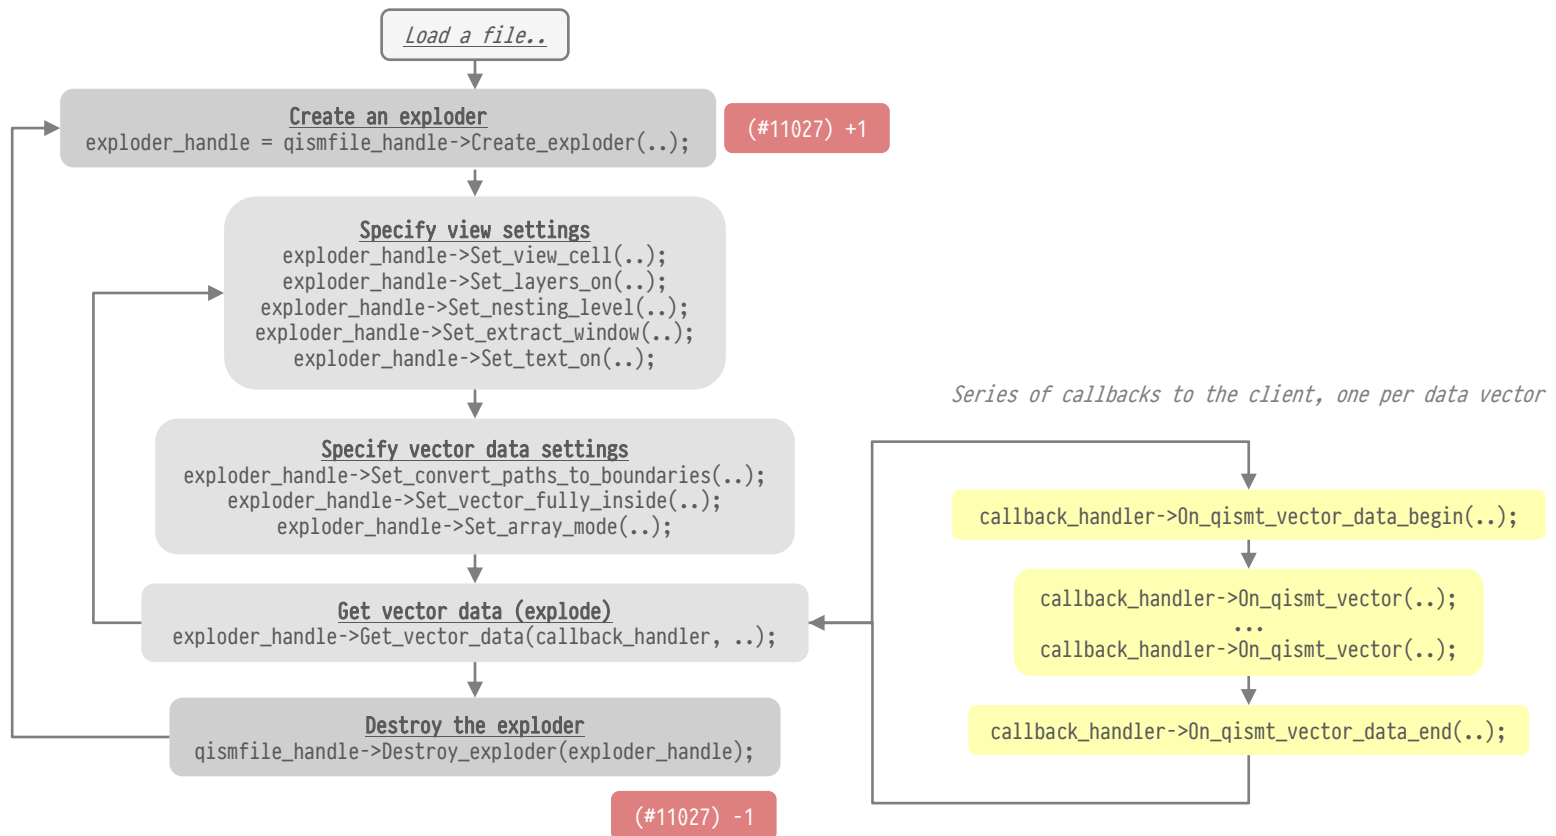 Load a file..
Create an exploder
exploder_handle = qismfile_handle->Create_exploder(..);
(#11027) +1
Specify view settings
exploder_handle->Set_view_cell(..);
exploder_handle->Set_layers_on(..);
exploder_handle->Set_nesting_level(..);
exploder_handle->Set_extract_window(..);
exploder_handle->Set_text_on(..);
Specify vector data settings
exploder_handle->Set_convert_paths_to_boundaries(..);
exploder_handle->Set_vector_fully_inside(..);
exploder_handle->Set_array_mode(..);
Get vector data (explode)
exploder_handle->Get_vector_data(callback_handler, ..);
Destroy the exploder
qismfile_handle->Destroy_exploder(exploder_handle);
(#11027) -1
Series of callbacks to the client, one per data vector
callback_handler->On_qismt_vector_data_begin(..);
callback_handler->On_qismt_vector(..);
...
callback_handler->On_qismt_vector(..);
callback_handler->On_qismt_vector_data_end(..);